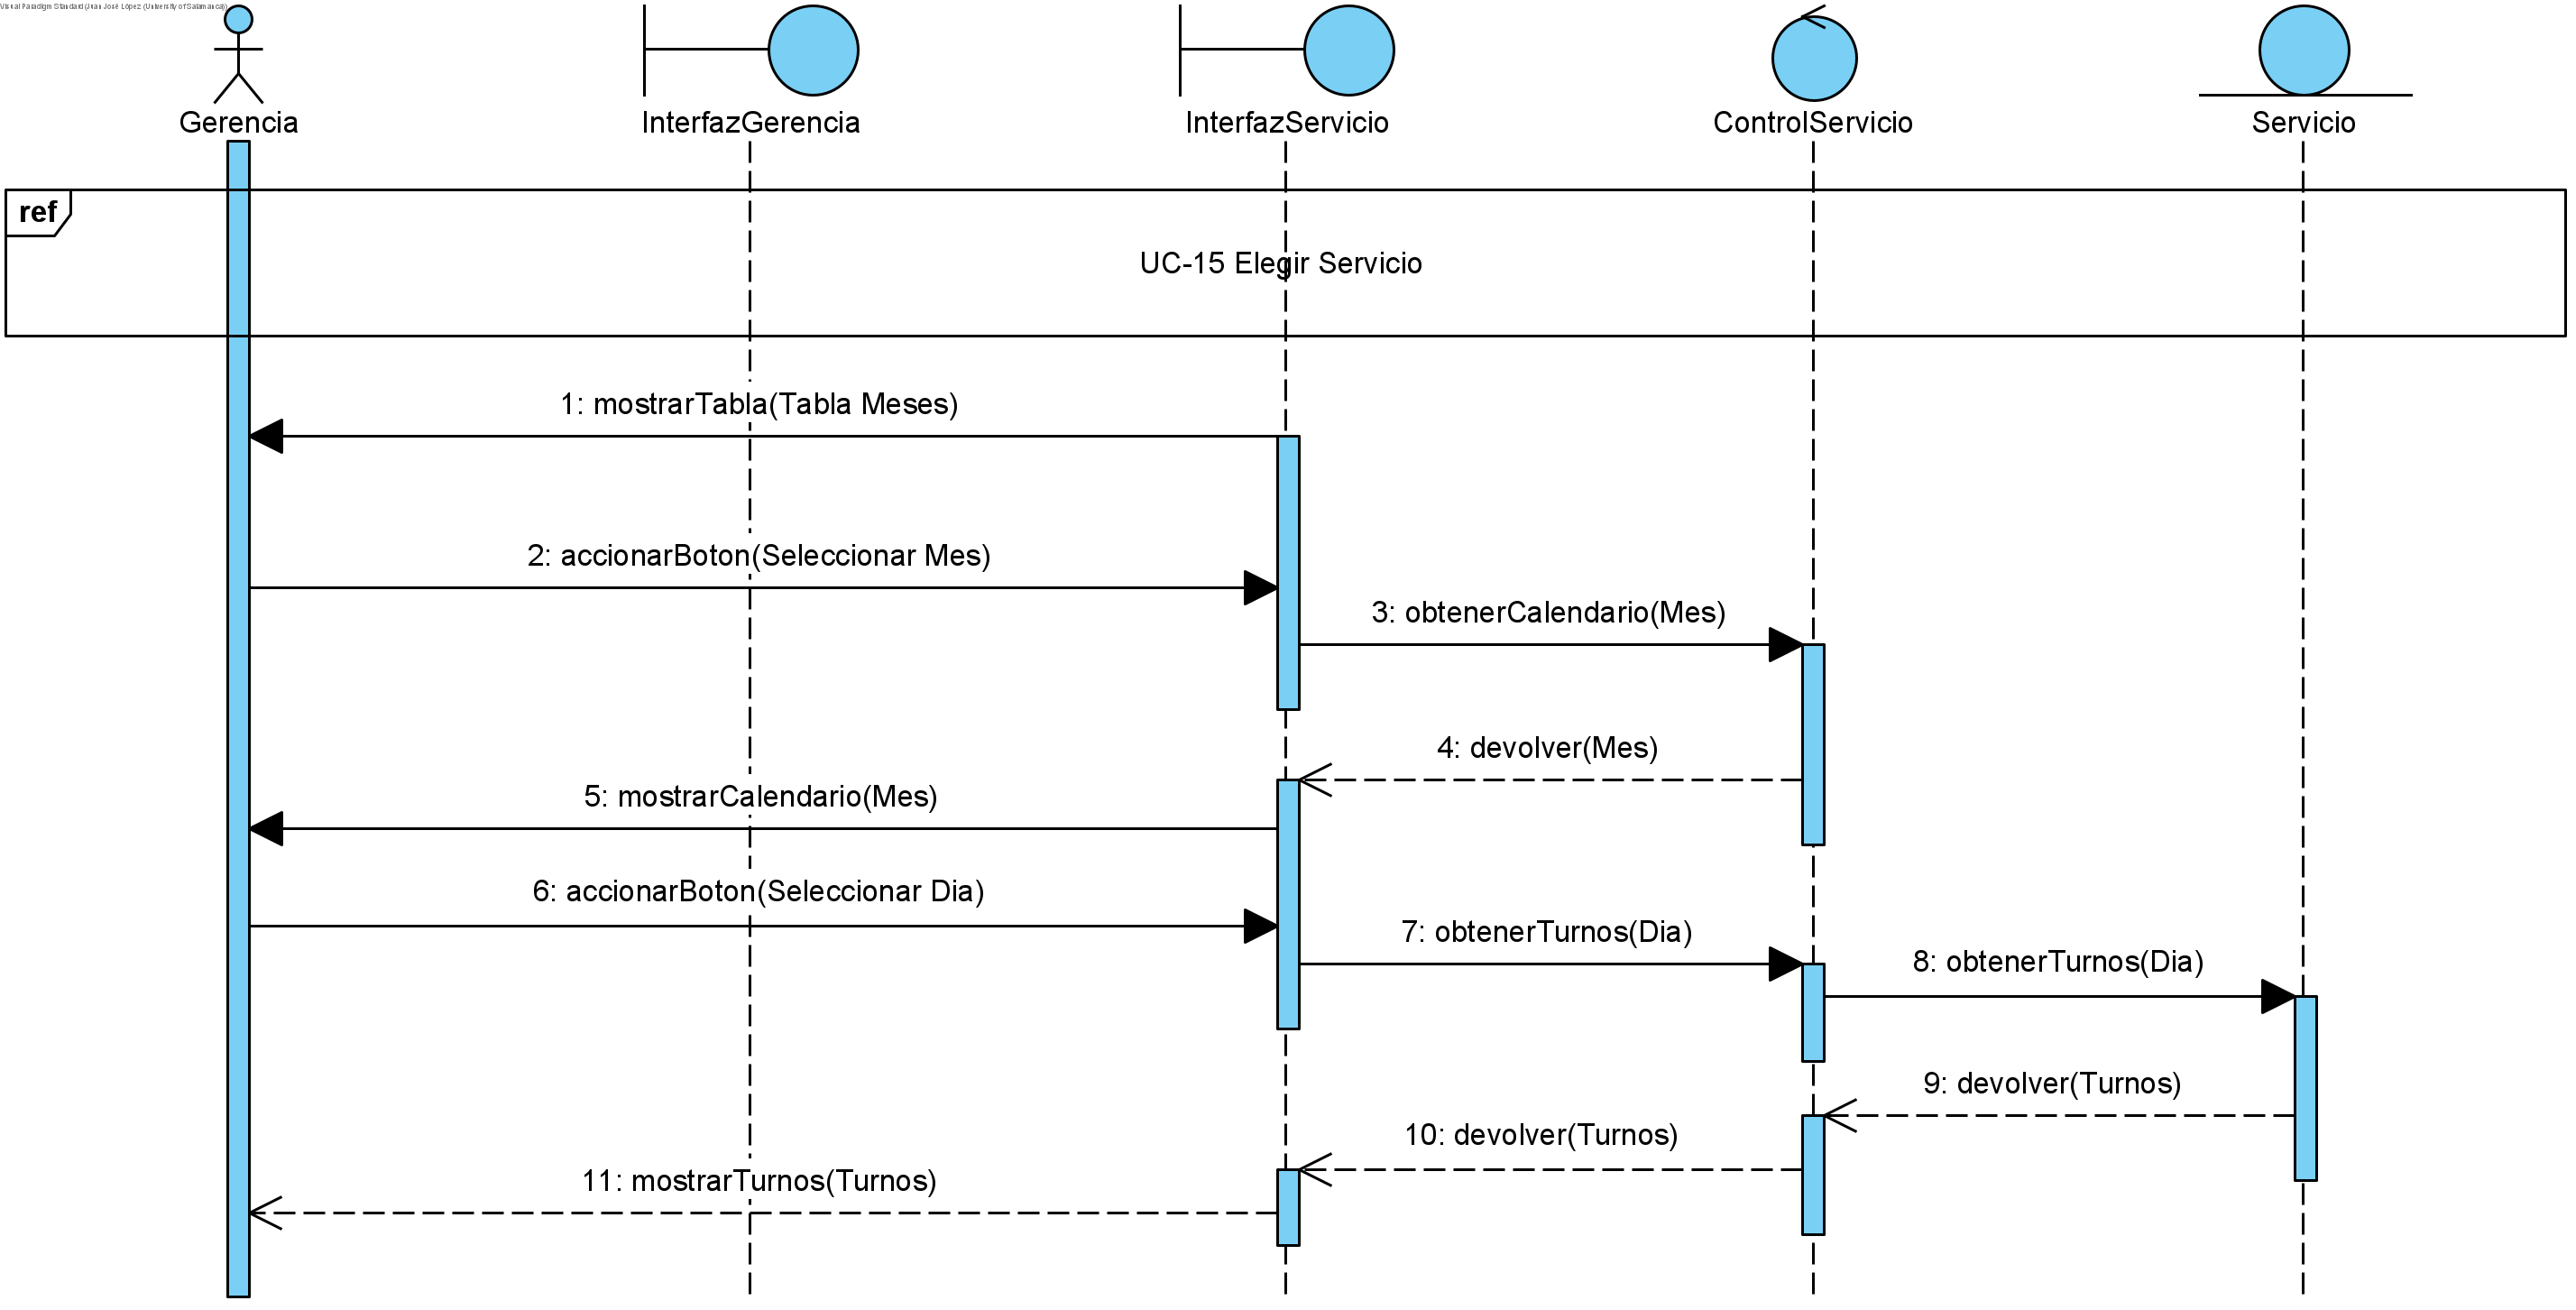 Visual Paradigm Standard(Juan José López (University of Salamanca))
Gerencia
InterfazGerencia
InterfazServicio
ControlServicio
Servicio
ref
UC-15 Elegir Servicio
1: mostrarTabla(Tabla Meses)
2: accionarBoton(Seleccionar Mes)
3: obtenerCalendario(Mes)
4: devolver(Mes)
5: mostrarCalendario(Mes)
6: accionarBoton(Seleccionar Dia)
7: obtenerTurnos(Dia)
8: obtenerTurnos(Dia)
9: devolver(Turnos)
10: devolver(Turnos)
11: mostrarTurnos(Turnos)